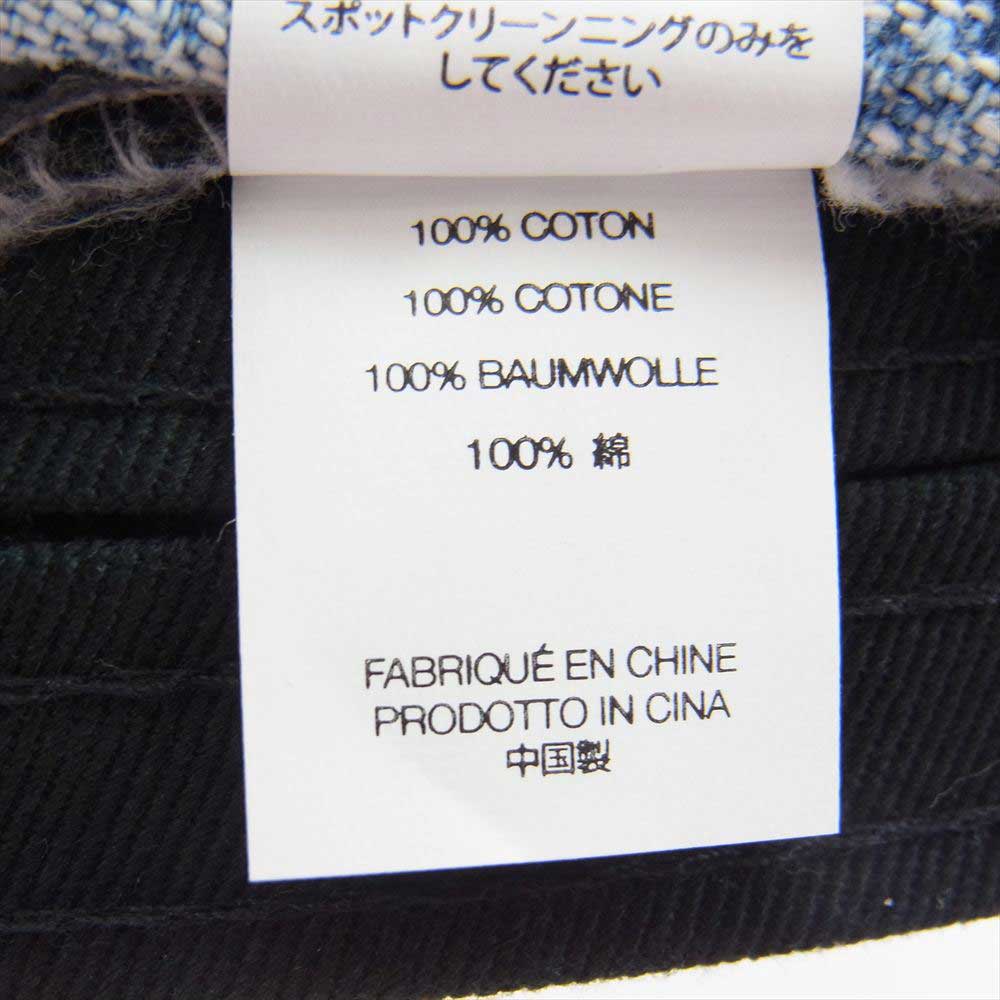 スポットクリーンニングのみを
してください
100% COTON
100% COTONE
100% BAUMWOLLE
100% 綿
FABRIQUÉ EN CHINE
PRODOTTO IN CINA
中国製